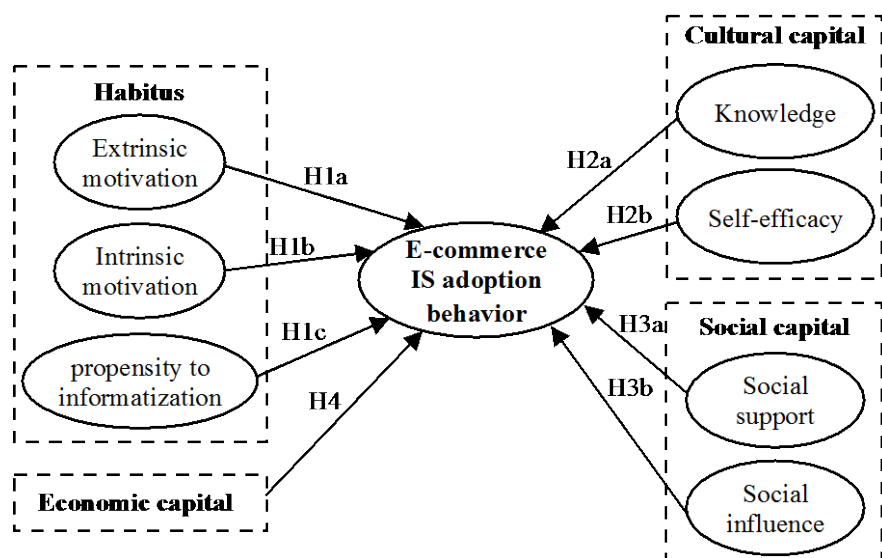 Habitus
Extrinsic
motivation
Intrinsic
motivation
propensity to
informatization
Economic capital
H1a
H1b
H1c
H4
E-commerce
IS adoption
behavior
Cultural capital
Knowledge
Self-efficacy
H2a
H2b
Social capital
Social
support
Social
influence
H3a
H3b